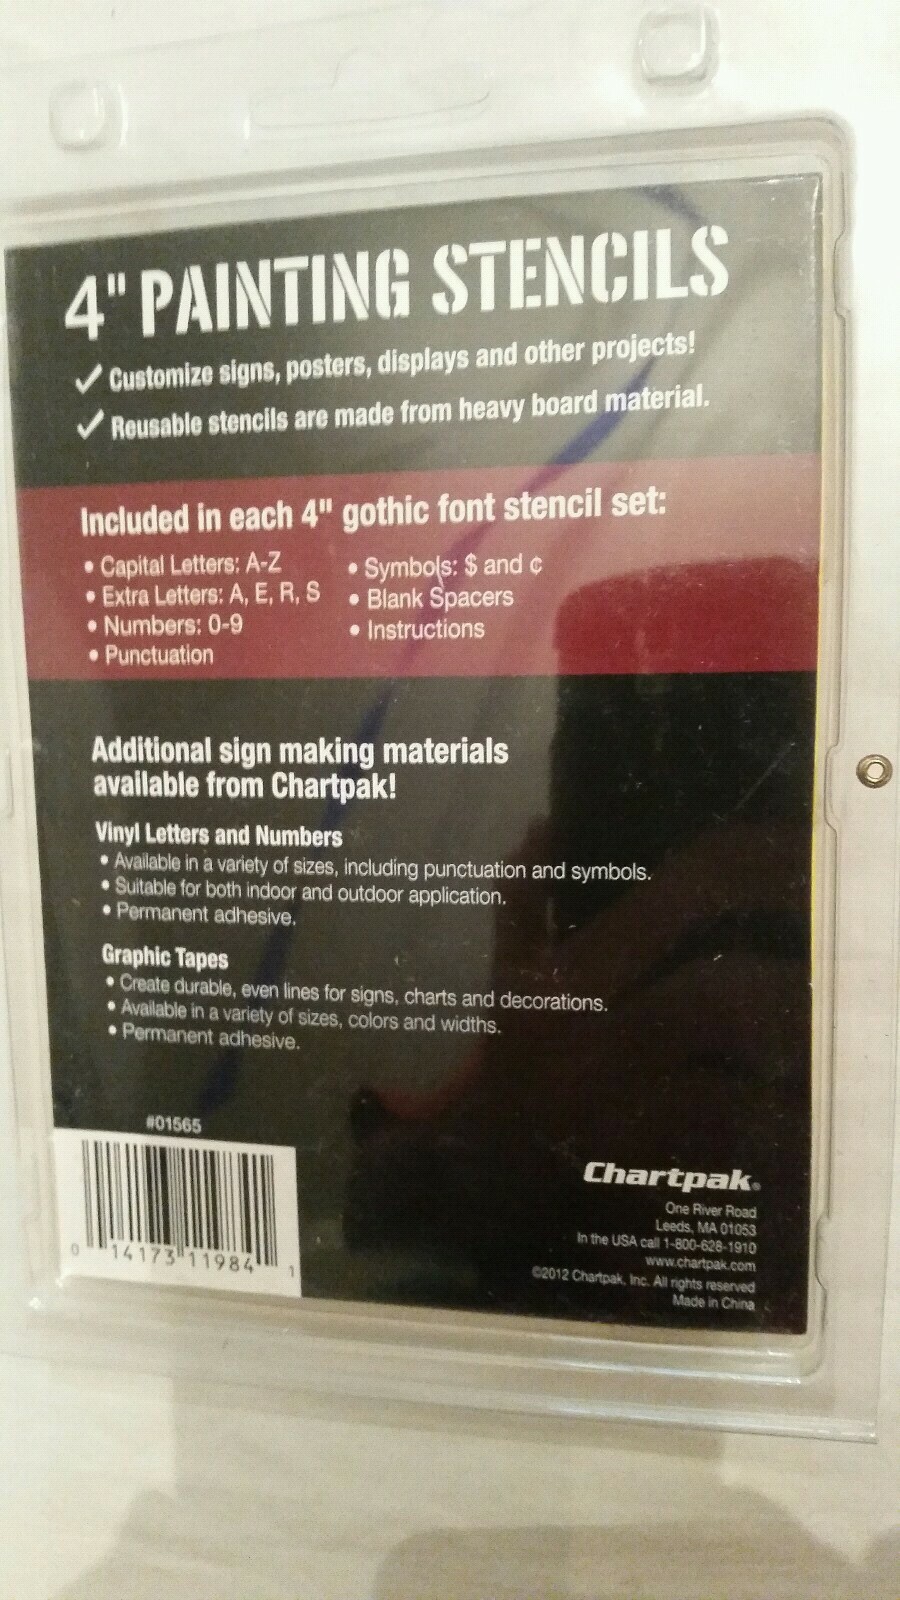 4" PAINTING STENCILS
Customize signs, posters, displays and other projects!
Reusable stencils are made from heavy board material.
Included in each 4" gothic font stencil set:
• Capital Letters: A-Z
• Extra Letters: A, E, R, S
• Numbers: 0-9
• Punctuation
• Symbols: $ and ¢
• Blank Spacers
• Instructions
Additional sign making materials
available from Chartpak!
Vinyl Letters and Numbers
• Available in a variety of sizes, including punctuation and symbols.
• Suitable for both indoor and outdoor application.
• Permanent adhesive.
Graphic Tapes
• Create durable, even lines for signs, charts and decorations.
• Available in a variety of sizes, colors and widths.
• Permanent adhesive.
#01565
0 14173 11984 1
Chartpak®
One River Road
Leeds, MA 01053
In the USA call 1-800-628-1910
www.chartpak.com
©2012 Chartpak, Inc. All rights reserved
Made in China